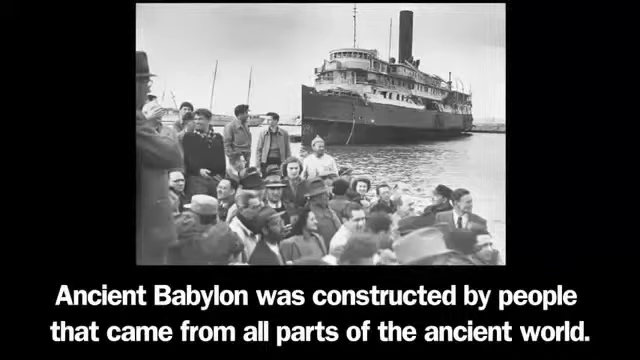 Ancient Babylon was constructed by people
that came from all parts of the ancient world.